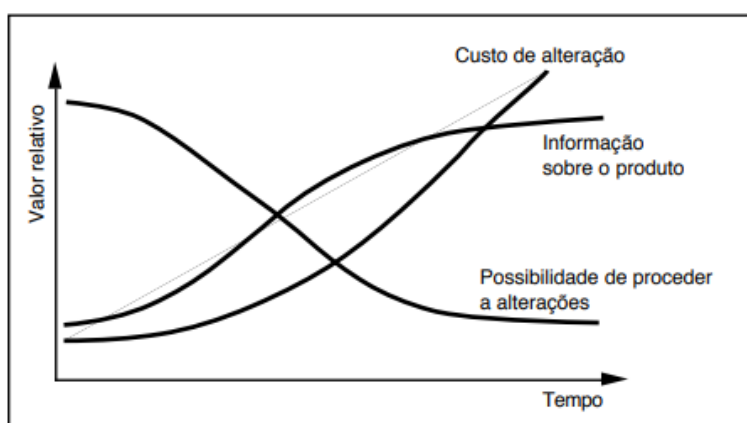 Custo de alteração
Valor relativo
Informação
sobre o produto
Possibilidade de proceder
a alterações
Tempo